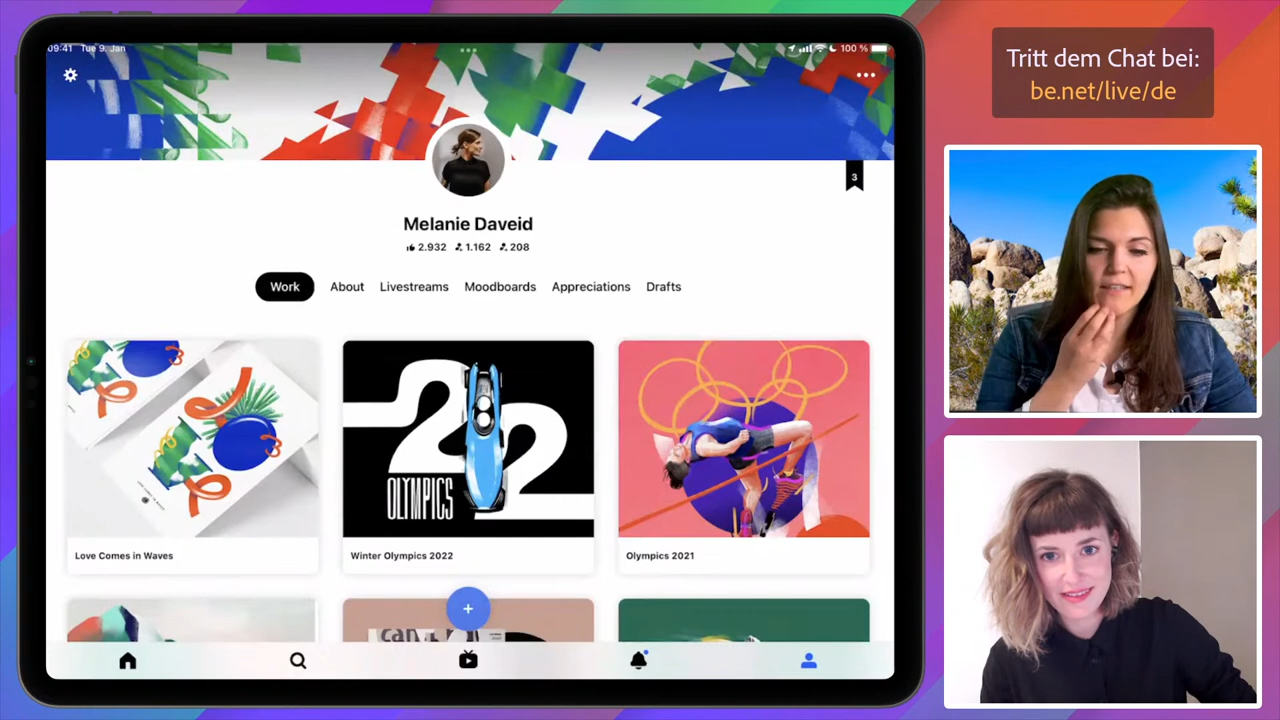 09:41 Tue 9. Jan
100 %
Tritt dem Chat bei:
be.net/live/de
3
Melanie Daveid
2.932 1.162 208
Work About Livestreams Moodboards Appreciations Drafts
22
OLYMPICS
Love Comes in Waves
Winter Olympics 2022
Olympics 2021